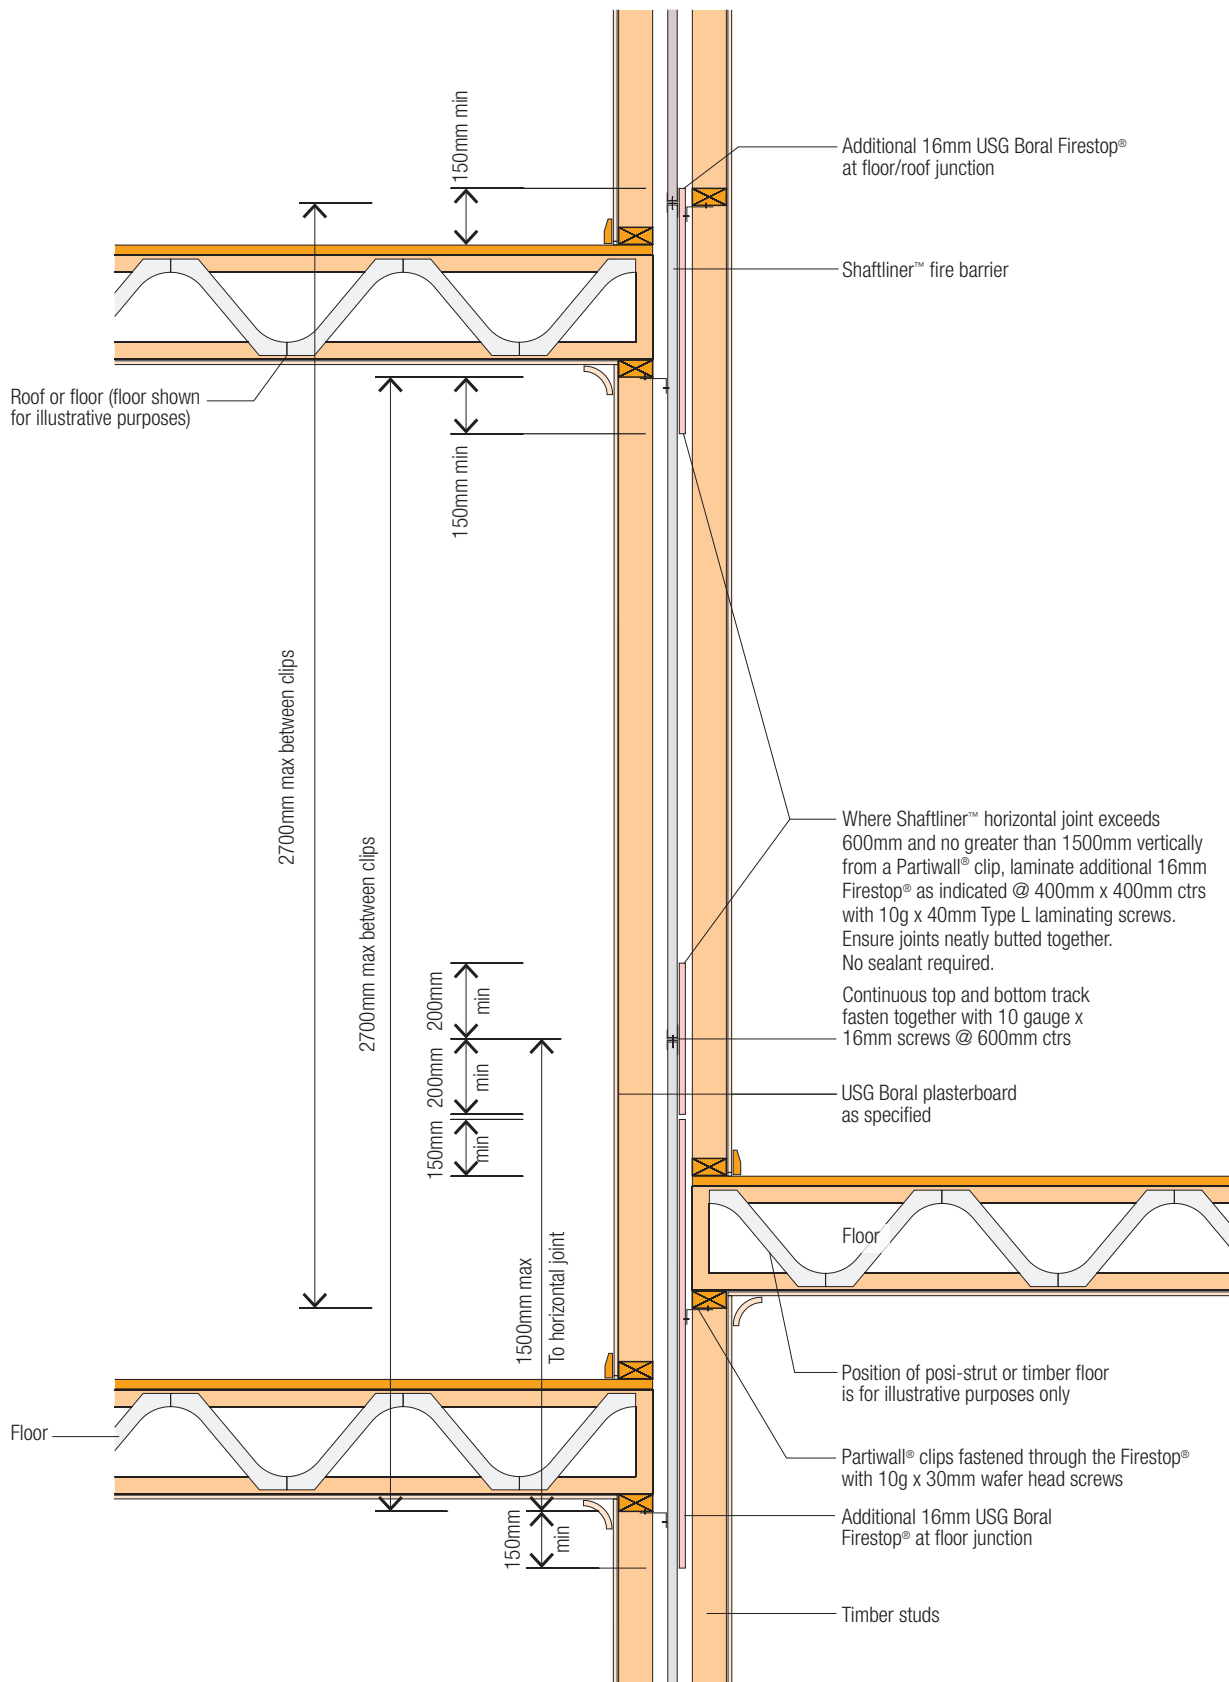 150mm min
Additional 16mm USG Boral Firestop®
at floor/roof junction
Shaftliner™ fire barrier
Roof or floor (floor shown
for illustrative purposes)
150mm min
2700mm max between clips
2700mm max between clips
Where Shaftliner™ horizontal joint exceeds
600mm and no greater than 1500mm vertically
from a Partiwall® clip, laminate additional 16mm
Firestop® as indicated @ 400mm x 400mm ctrs
with 10g x 40mm Type L laminating screws.
Ensure joints neatly butted together.
No sealant required.
200mm
min
Continuous top and bottom track
fasten together with 10 gauge x
16mm screws @ 600mm ctrs
200mm
min
USG Boral plasterboard
as specified
150mm
min
Floor
1500mm max
To horizontal joint
Position of posi-strut or timber floor
is for illustrative purposes only
Floor
Partiwall® clips fastened through the Firestop®
with 10g x 30mm wafer head screws
150mm
min
Additional 16mm USG Boral
Firestop® at floor junction
Timber studs